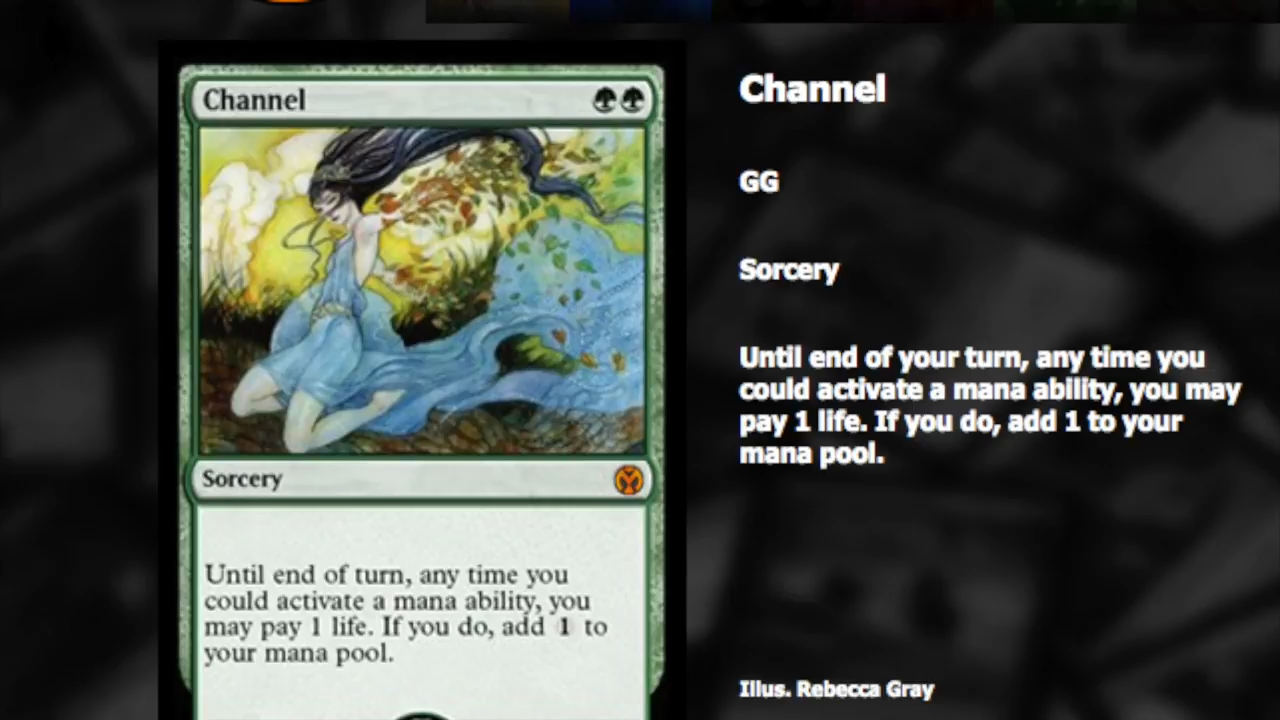 Channel
Sorcery
Until end of turn, any time you
could activate a mana ability, you
may pay 1 life. If you do, add 1 to
your mana pool.
Channel
GG
Sorcery
Until end of your turn, any time you
could activate a mana ability, you may
pay 1 life. If you do, add 1 to your
mana pool.
Illus. Rebecca Gray